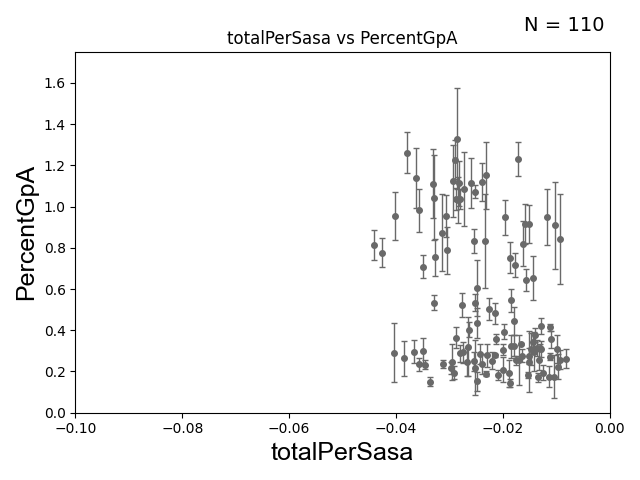 N = 110
totalPerSasa vs PercentGpA
PercentGpA
1.6
1.4
1.2
1.0
0.8
0.6
0.4
0.2
0.0
−0.10 −0.08 −0.06 −0.04 −0.02 0.00
totalPerSasa